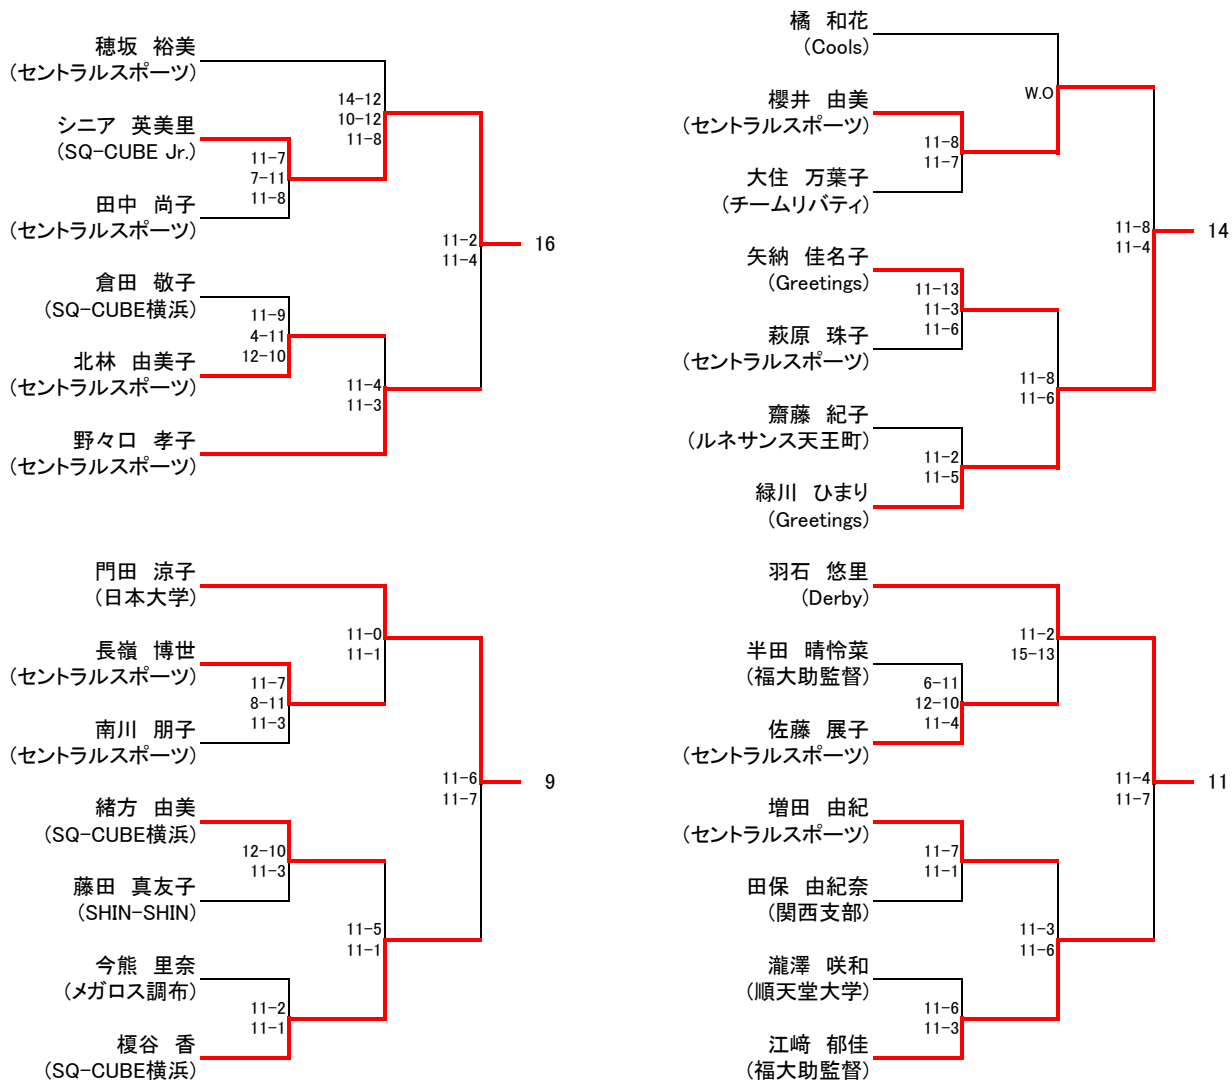 穂坂　裕美
(セントラルスポーツ)
14-12
10-12
11-8
シニア　英美里
(SQ-CUBE Jr.)
11-7
7-11
11-8
田中　尚子
(セントラルスポーツ)
11-2
11-4
16
倉田　敬子
(SQ-CUBE横浜)
11-9
4-11
12-10
北林　由美子
(セントラルスポーツ)
11-4
11-3
野々口　孝子
(セントラルスポーツ)
橘　和花
(Cools)
W.O
櫻井　由美
(セントラルスポーツ)
11-8
11-7
大住　万葉子
(チームリバティ)
11-8
11-4
14
矢納　佳名子
(Greetings)
11-13
11-3
11-6
萩原　珠子
(セントラルスポーツ)
11-8
11-6
齋藤　紀子
(ルネサンス天王町)
11-2
11-5
緑川　ひまり
(Greetings)
門田　涼子
(日本大学)
11-0
11-1
長嶺　博世
(セントラルスポーツ)
11-7
8-11
11-3
南川　朋子
(セントラルスポーツ)
11-6
11-7
9
緒方　由美
(SQ-CUBE横浜)
12-10
11-3
藤田　真友子
(SHIN-SHIN)
11-5
11-1
今熊　里奈
(メガロス調布)
11-2
11-1
榎谷　香
(SQ-CUBE横浜)
羽石　悠里
(Derby)
11-2
15-13
半田　晴怜菜
(福大助監督)
6-11
12-10
11-4
佐藤　展子
(セントラルスポーツ)
11-4
11-7
11
増田　由紀
(セントラルスポーツ)
11-7
11-1
田保　由紀奈
(関西支部)
11-3
11-6
瀧澤　咲和
(順天堂大学)
11-6
11-3
江﨑　郁佳
(福大助監督)